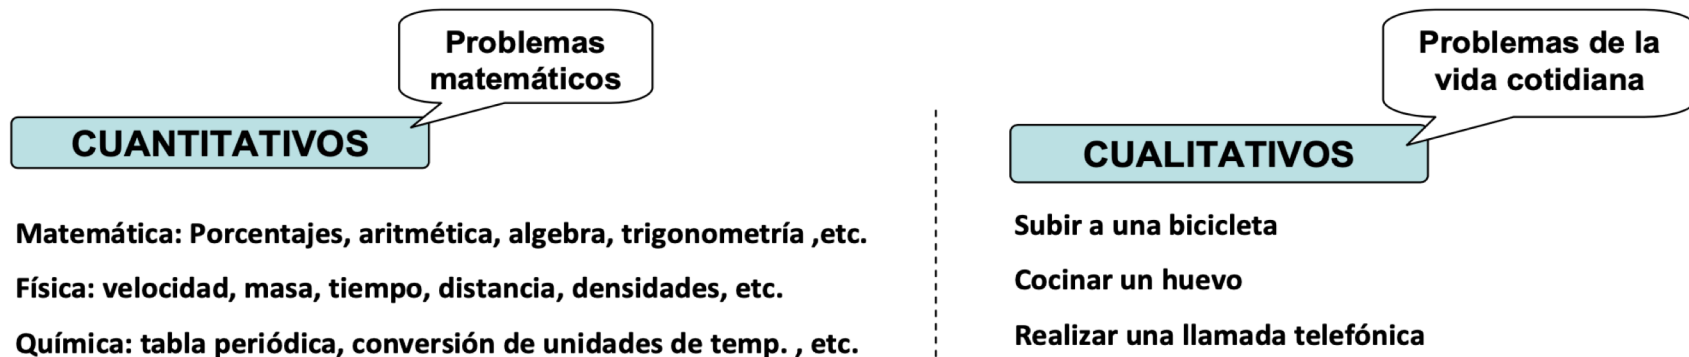 Problemas
matemáticos
CUANTITATIVOS
Matemática: Porcentajes, aritmética, algebra, trigonometría ,etc.
Física: velocidad, masa, tiempo, distancia, densidades, etc.
Química: tabla periódica, conversión de unidades de temp. , etc.
Problemas de la
vida cotidiana
CUALITATIVOS
Subir a una bicicleta
Cocinar un huevo
Realizar una llamada telefónica